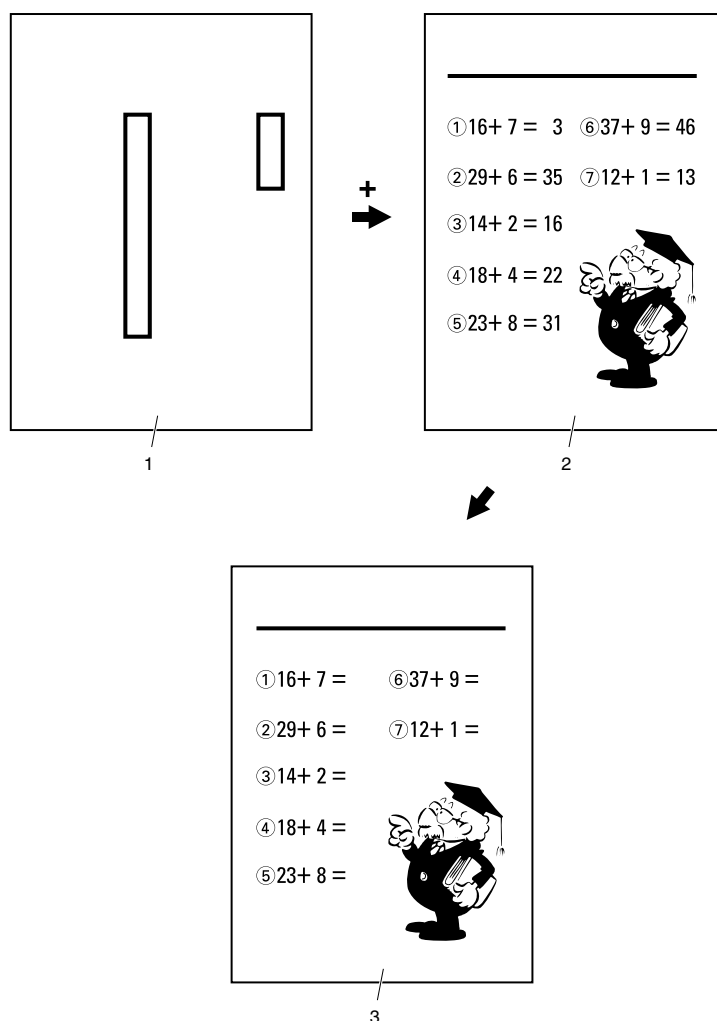 ①16+ 7 = 3 ⑥37+ 9 = 46
②29+ 6 = 35 ⑦12+ 1 = 13
③14+ 2 = 16
④18+ 4 = 22
⑤23+ 8 = 31
+
1
2
①16+ 7 = ⑥37+ 9 =
②29+ 6 = ⑦12+ 1 =
③14+ 2 =
④18+ 4 =
⑤23+ 8 =
3